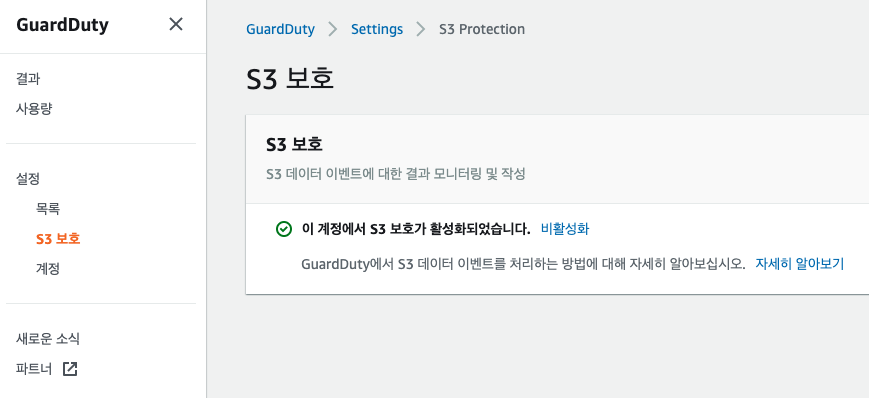 GuardDuty
결과
사용량
설정
목록
S3 보호
계정
새로운 소식
파트너
GuardDuty
Settings
S3 Protection
S3 보호
S3 보호
S3 데이터 이벤트에 대한 결과 모니터링 및 작성
이 계정에서 S3 보호가 활성화되었습니다. 비활성화
GuardDuty에서 S3 데이터 이벤트를 처리하는 방법에 대해 자세히 알아보십시오. 자세히 알아보기